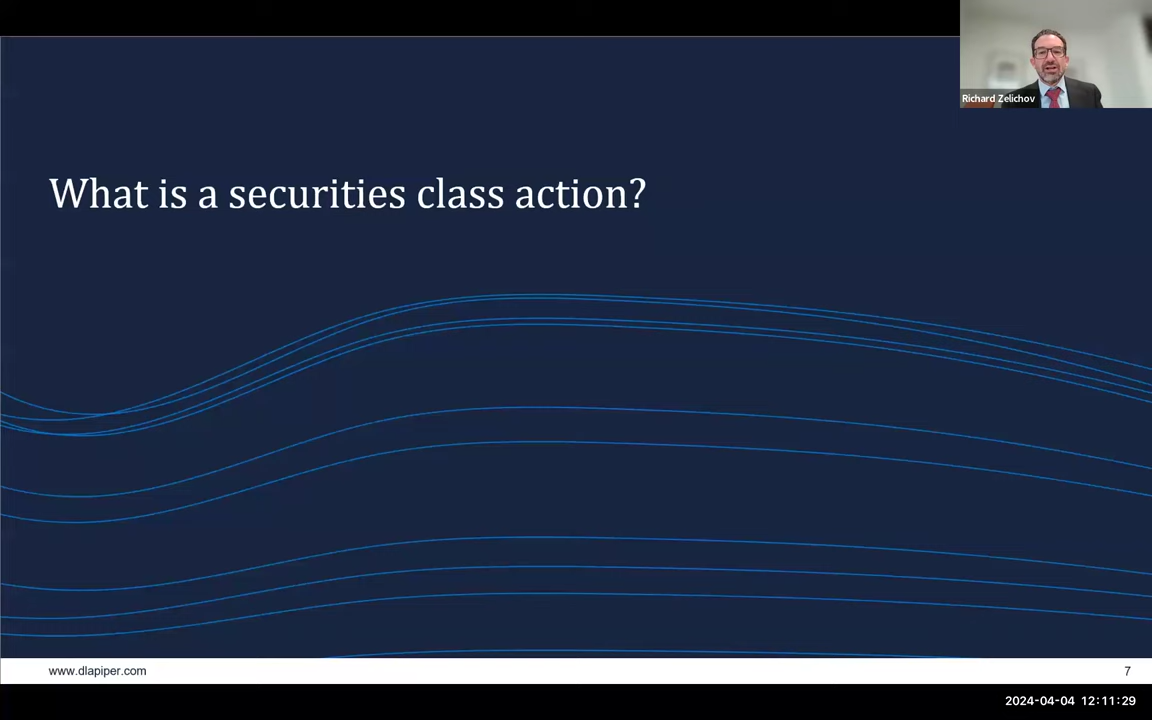 Richard Zelichov
What is a securities class action?
www.dlapiper.com
7
2024-04-04 12:11:29